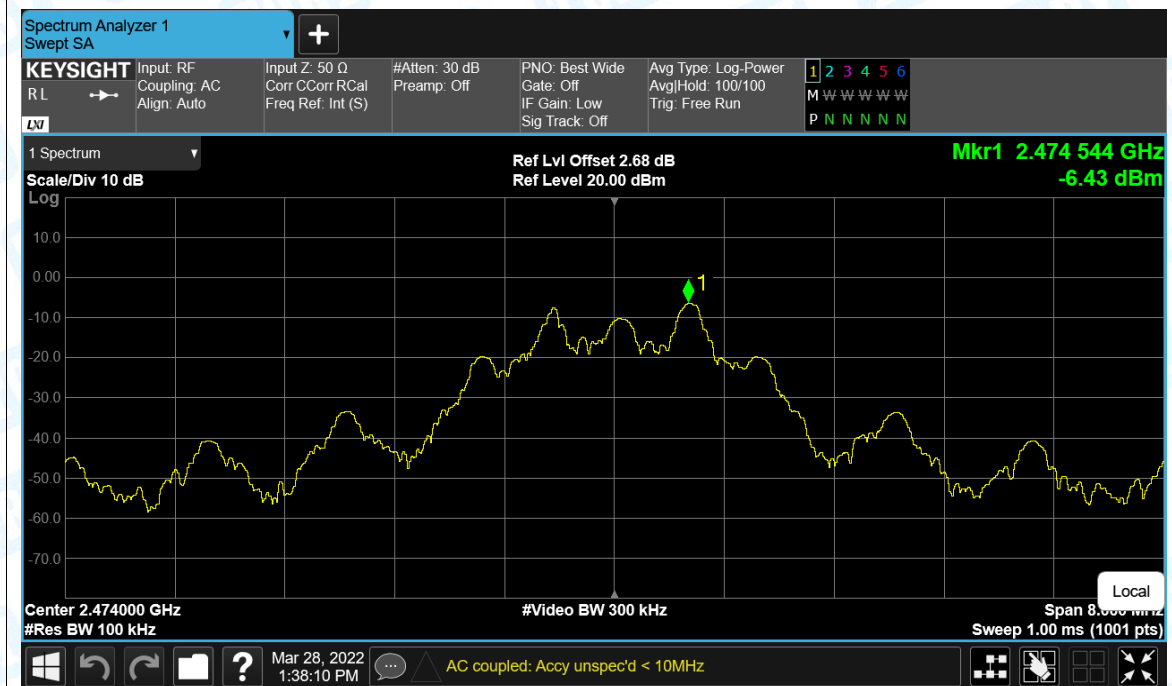 Spectrum Analyzer 1
Swept SA
+
KEYSIGHT
R L
LXI
Input: RF
Coupling: AC
Align: Auto
Input Z: 50 Ω
Corr CCorr RCal
Freq Ref: Int (S)
#Atten: 30 dB
Preamp: Off
PNO: Best Wide
Gate: Off
IF Gain: Low
Sig Track: Off
Avg Type: Log-Power
Avg|Hold: 100/100
Trig: Free Run
1 2 3 4 5 6
M W W W W W
P N N N N N N
1 Spectrum
Scale/Div 10 dB
Ref Lvl Offset 2.68 dB
Ref Level 20.00 dBm
Mkr1 2.474 544 GHz
-6.43 dBm
Log
10.0
0.00
-10.0
-20.0
-30.0
-40.0
-50.0
-60.0
-70.0
1
Local
Center 2.474000 GHz
#Video BW 300 kHz
Span
#Res BW 100 kHz
Sweep 1.00 ms (1001 pts)
?
Mar 28, 2022
1:38:10 PM
AC coupled: Accy unspec'd < 10MHz